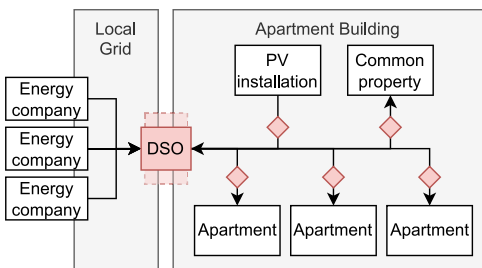 Local
Grid
Apartment Building
PV
installation
Common
property
Energy
company
Energy
company
Energy
company
DSO
Apartment
Apartment
Apartment